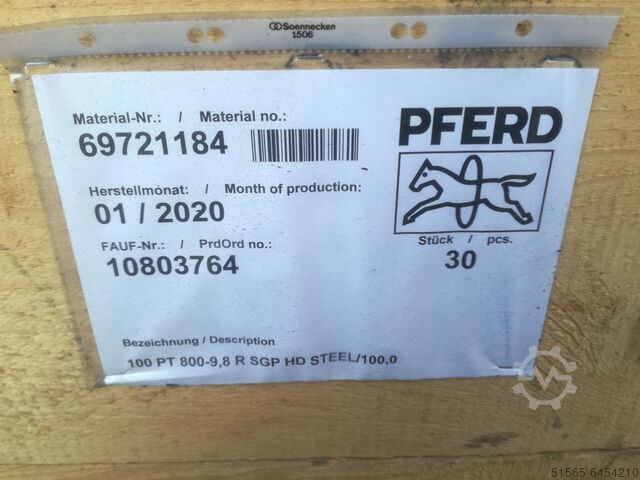 Soennecken
1506
Material-Nr.: / Material no.:
69721184
PFERD
Herstellmonat: / Month of production:
01 / 2020
Stück / pcs.
30
FAUF-Nr.: / PrdOrd no.:
10803764
Bezeichnung / Description
100 PT 800-9,8 R SGP HD STEEL/100,0
51565-6454210